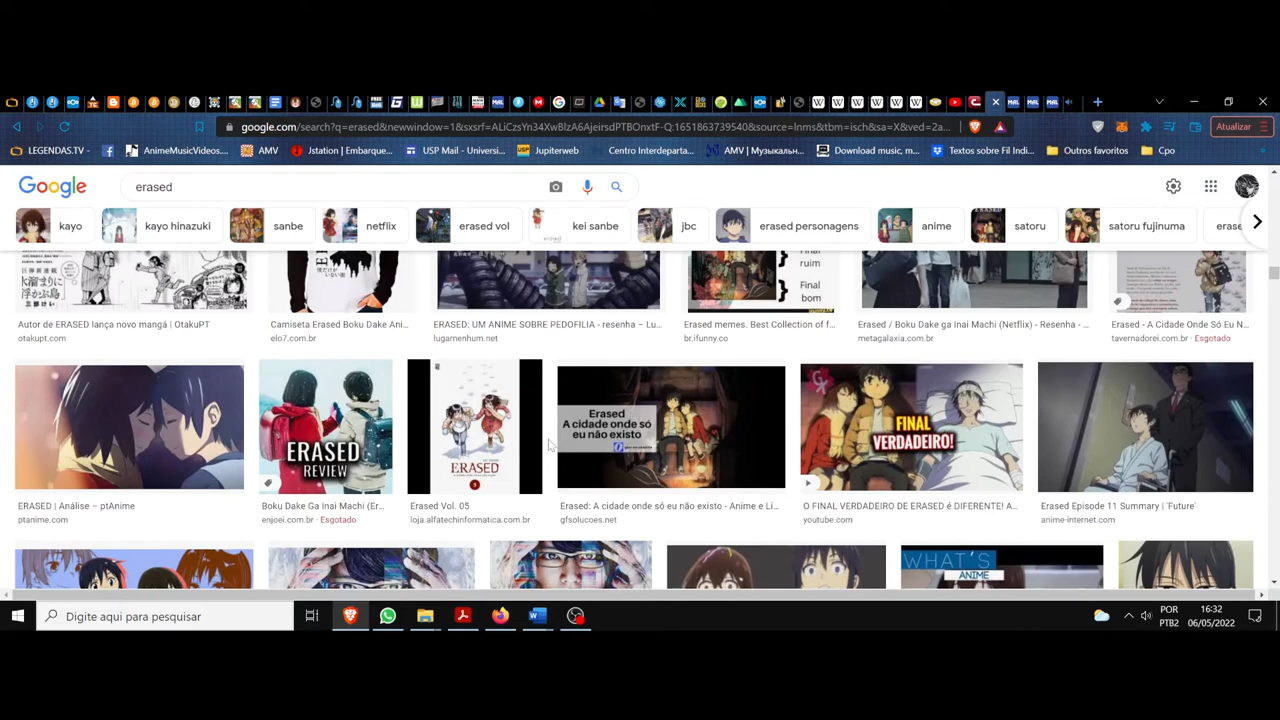 google.com/search?q=erased&newwindow=1&sxsrf=ALiCzsYn34XwBlzA6AjeirsdPTBOnxtF-Q:1651863739540&source=lnms&tbm=isch&sa=X&ved=2a...
Atualizar
LEGENDAS.TV
AnimeMusicVideos...
AMV
Jstation | Embarque...
USP Mail - Universi...
Jupiterweb
Centro Interdeparta...
AMV | Музыкальн...
Download music, m...
Textos sobre Fil Indi...
Outros favoritos
Cpo
Google
erased
kayo
kayo hinazuki
sanbe
netflix
erased vol
kei sanbe
jbc
erased personagens
anime
satoru
satoru fujinuma
erase
Final
ruim
Final
bom
Autor de ERASED lança novo mangá | OtakuPT
otakupt.com
Camiseta Erased Boku Dake Ani...
elo7.com.br
ERASED: UM ANIME SOBRE PEDOFILIA - resenha – Lu...
lugarnenhum.net
Erased memes. Best Collection of f...
br.ifunny.co
Erased / Boku Dake ga Inai Machi (Netflix) - Resenha - ...
metagalaxia.com.br
Erased - A Cidade Onde Só Eu N...
tavernadorei.com.br · Esgotado
ERASED
REVIEW
ERASED
5
Erased
A cidade onde só
eu não existo
FINAL
VERDADEIRO!
ERASED | Análise – ptAnime
ptanime.com
Boku Dake Ga Inai Machi (Er...
enjoei.com.br · Esgotado
Erased Vol. 05
loja.alfatechinformatica.com.br
Erased: A cidade onde só eu não existo - Anime e Li...
gfsolucoes.net
O FINAL VERDADEIRO DE ERASED é DIFERENTE! A...
youtube.com
Erased Episode 11 Summary | 'Future'
anime-internet.com
WHAT'S
ANIME
Digite aqui para pesquisar
POR
PTB2
16:32
06/05/2022